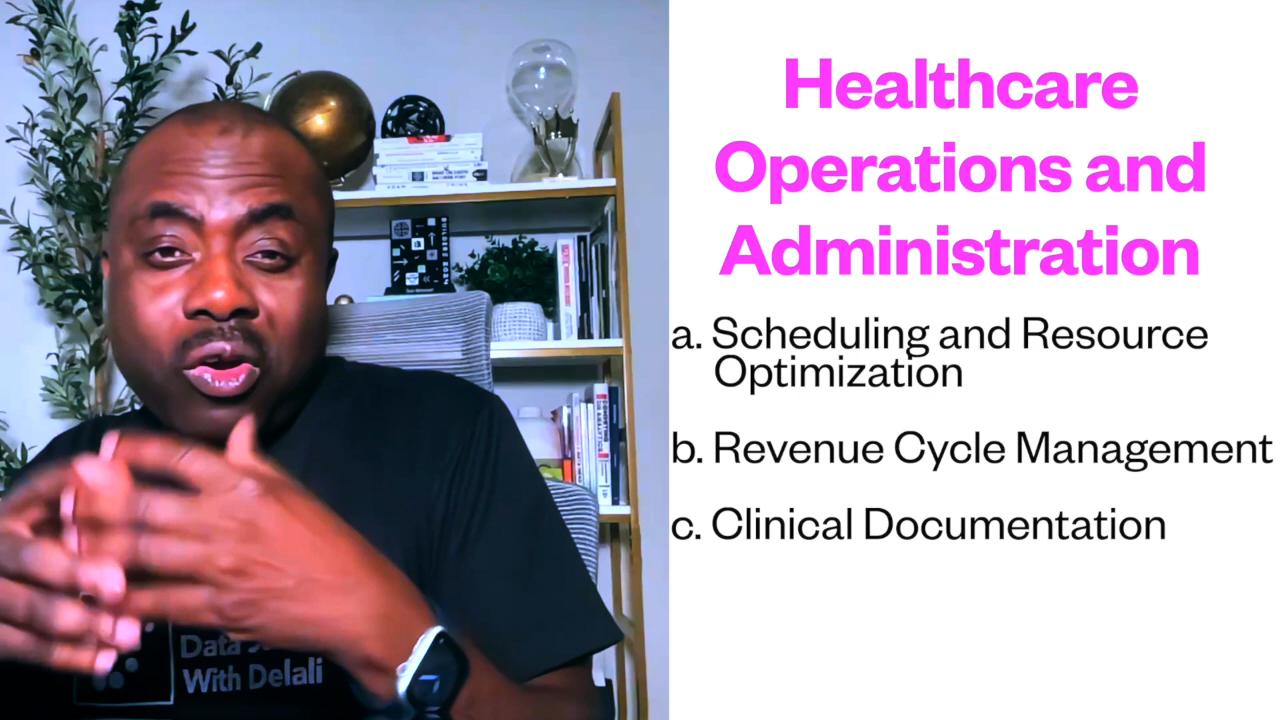 Healthcare
Operations and
Administration
a. Scheduling and Resource
Optimization
b. Revenue Cycle Management
c. Clinical Documentation
Data
With Delali